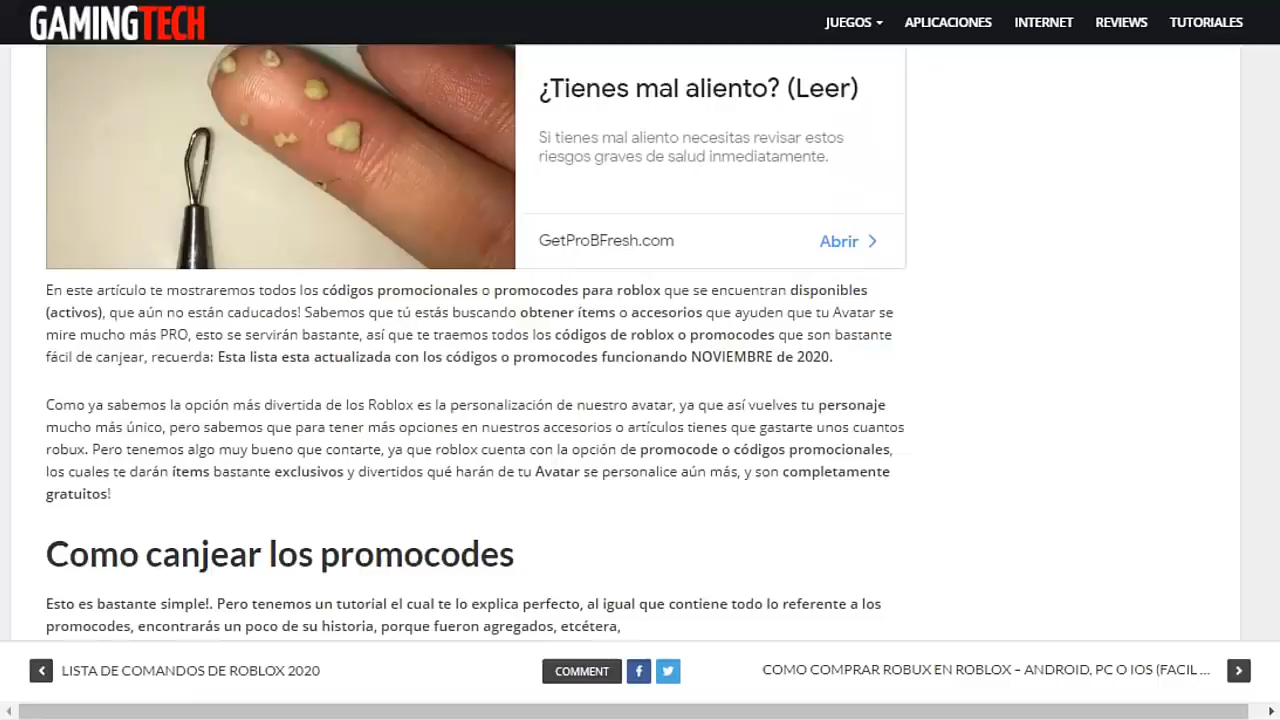 GAMINGTECH
JUEGOS APLICACIONES INTERNET REVIEWS TUTORIALES
¿Tienes mal aliento? (Leer)
Si tienes mal aliento necesitas revisar estos
riesgos graves de salud inmediatamente.
GetProBFresh.com Abrir
En este artículo te mostraremos todos los códigos promocionales o promocodes para roblox que se encuentran disponibles
(activos), que aún no están caducados! Sabemos que tú estás buscando obtener ítems o accesorios que ayuden que tu Avatar se
mire mucho más PRO, esto se servirán bastante, así que te traemos todos los códigos de roblox o promocodes que son bastante
fácil de canjear, recuerda: Esta lista esta actualizada con los códigos o promocodes funcionando NOVIEMBRE de 2020.
Como ya sabemos la opción más divertida de los Roblox es la personalización de nuestro avatar, ya que así vuelves tu personaje
mucho más único, pero sabemos que para tener más opciones en nuestros accesorios o artículos tienes que gastarte unos cuantos
robux. Pero tenemos algo muy bueno que contarte, ya que roblox cuenta con la opción de promocode o códigos promocionales,
los cuales te darán ítems bastante exclusivos y divertidos qué harán de tu Avatar se personalice aún más, y son completamente
gratuitos!
Como canjear los promocodes
Esto es bastante simple!. Pero tenemos un tutorial el cual te lo explica perfecto, al igual que contiene todo lo referente a los
promocodes, encontrarás un poco de su historia, porque fueron agregados, etcétera,
LISTA DE COMANDOS DE ROBLOX 2020 COMMENT COMO COMPRAR ROBUX EN ROBLOX – ANDROID, PC O IOS (FACIL ...